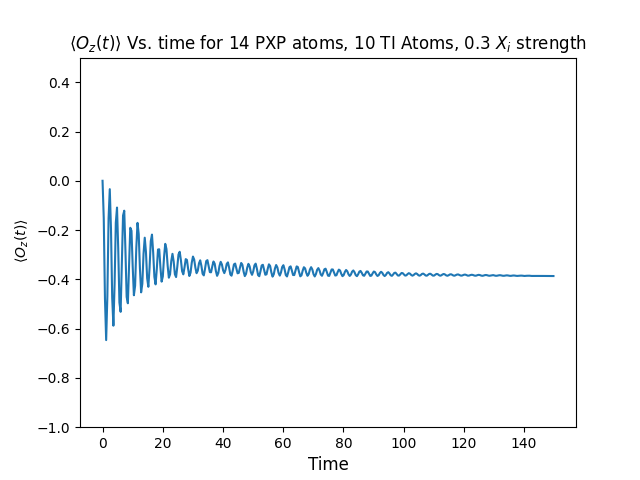 ⟨O_z(t)⟩ Vs. time for 14 PXP atoms, 10 TI Atoms, 0.3 X_i strength
0.4
0.2
0.0
−0.2
−0.4
−0.6
−0.8
−1.0
⟨O_z(t)⟩
0 20 40 60 80 100 120 140
Time